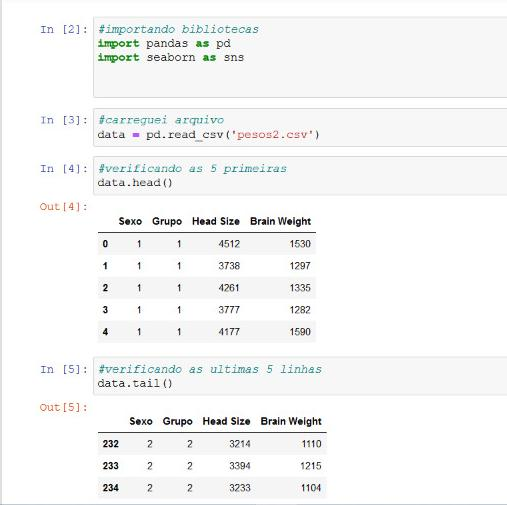 In [2]: #importando bibliotecas
import pandas as pd
import seaborn as sns
In [3]: #carreguei arquivo
data = pd.read_csv('pesos2.csv')
In [4]: #verificando as 5 primeiras
data.head()
Out[4]:
Sexo Grupo Head Size Brain Weight
0 1 1 4512 1530
1 1 1 3738 1297
2 1 1 4261 1335
3 1 1 3777 1282
4 1 1 4177 1590
In [5]: #verificando as ultimas 5 linhas
data.tail()
Out[5]:
Sexo Grupo Head Size Brain Weight
232 2 2 3214 1110
233 2 2 3394 1215
234 2 2 3233 1104